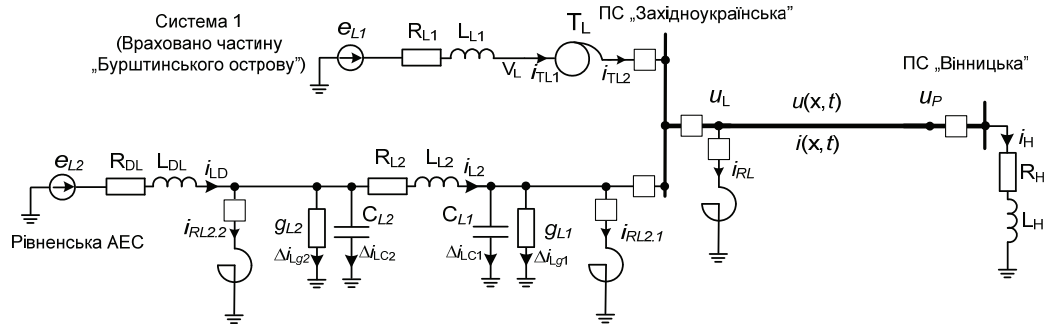 Система 1
(Враховано частину
„Бурштинського острову”)
e_L1
R_L1
L_L1
V_L
i_TL1
T_L
i_TL2
ПС „Західноукраїнська”
ПС „Вінницька”
u_L
u(x,t)
u_P
i(x,t)
i_RL
i_H
R_H
L_H
e_L2
Рівненська АЕС
R_DL
L_DL
i_LD
i_RL2.2
g_L2
Δi_Lg2
C_L2
Δi_LC2
R_L2
L_L2
i_L2
C_L1
Δi_LC1
g_L1
Δi_Lg1
i_RL2.1